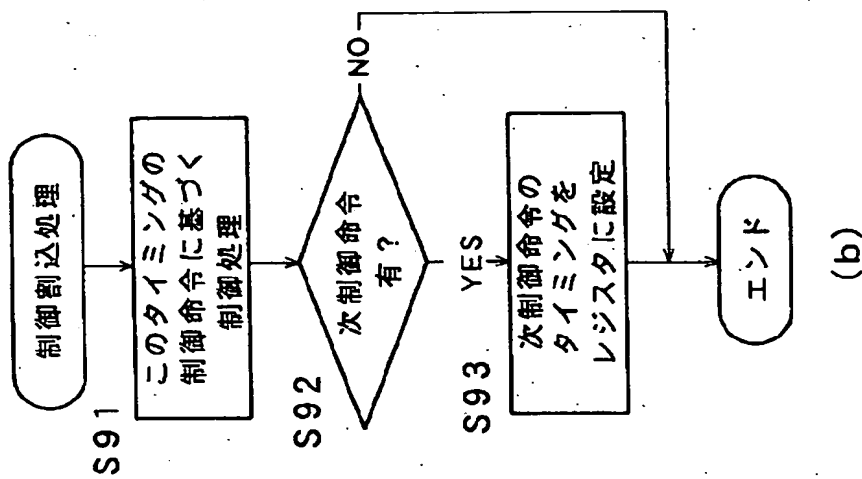 制御割込処理
S91
このタイミングの
制御命令に基づく
制御処理
S92
次制御命令
有?
NO
YES
S93
次制御命令の
タイミングを
レジスタに設定
エンド
(b)